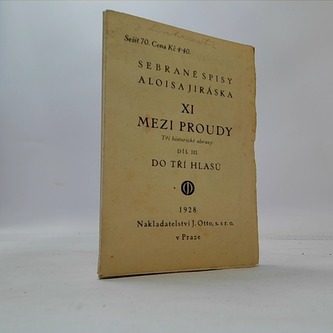 Sešit 70. Cena Kč 4·40.
SEBRANÉ SPISY
ALOISA JIRÁSKA
XI
MEZI PROUDY
Tři historické obrazy
DÍL III
DO TŘÍ HLASŮ
1928
Nakladatelství J. Otto, s. s r. o.
v Praze